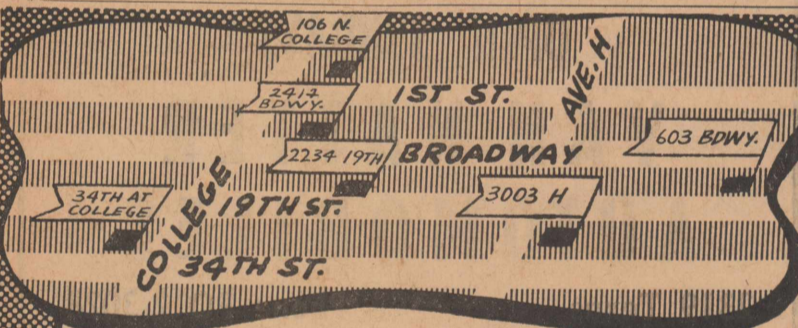 106 N.
COLLEGE
AVE. H
2414
BDWY.
1ST ST.
603 BDWY.
2234 19TH
BROADWAY
34TH AT
COLLEGE
COLLEGE
19TH ST.
3003 H
34TH ST.